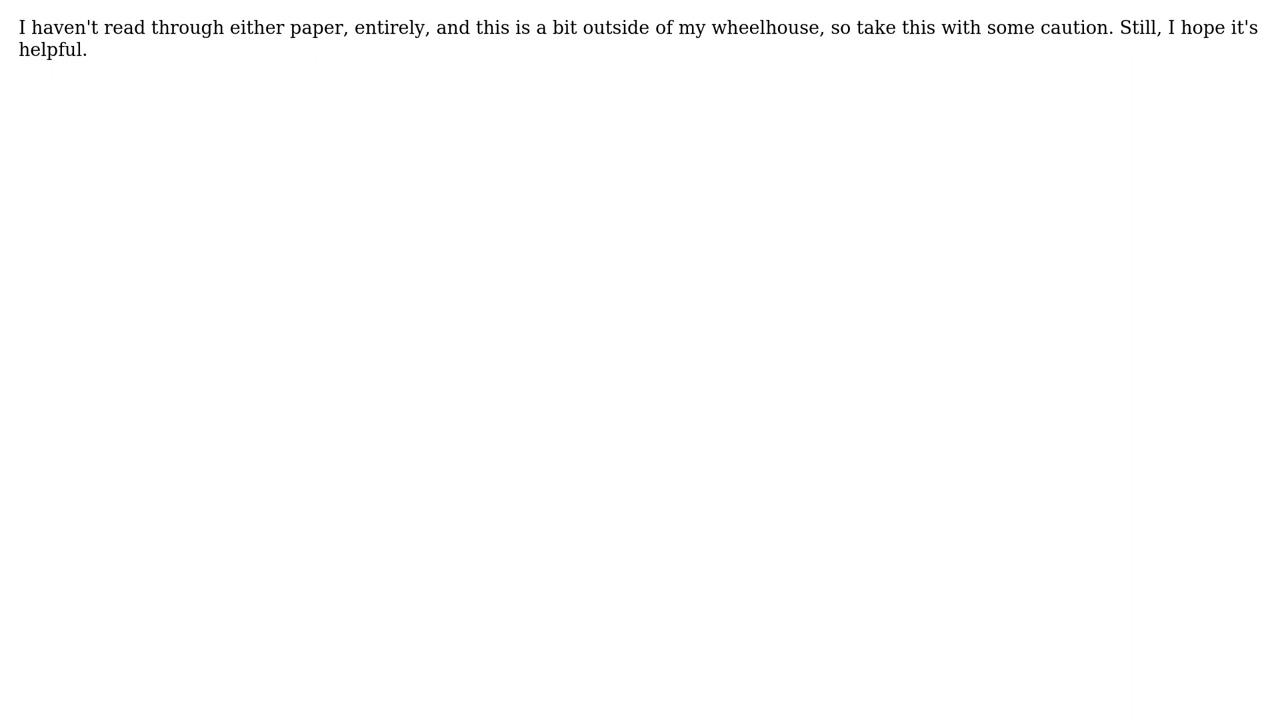 I haven't read through either paper, entirely, and this is a bit outside of my wheelhouse, so take this with some caution. Still, I hope it's
helpful.